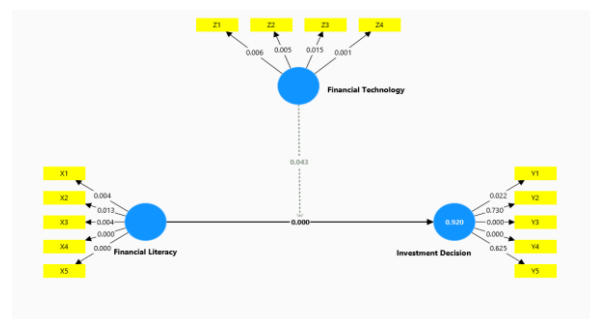 Z1 Z2 Z3 Z4
0.006 0.005 0.015 0.001
Financial Technology
0.043
X1
X2
X3
X4
X5
0.004
0.013
0.004
0.000
0.000
Financial Literacy
0.000
0.920
Investment Decision
0.022
0.730
0.000
0.000
0.625
Y1
Y2
Y3
Y4
Y5